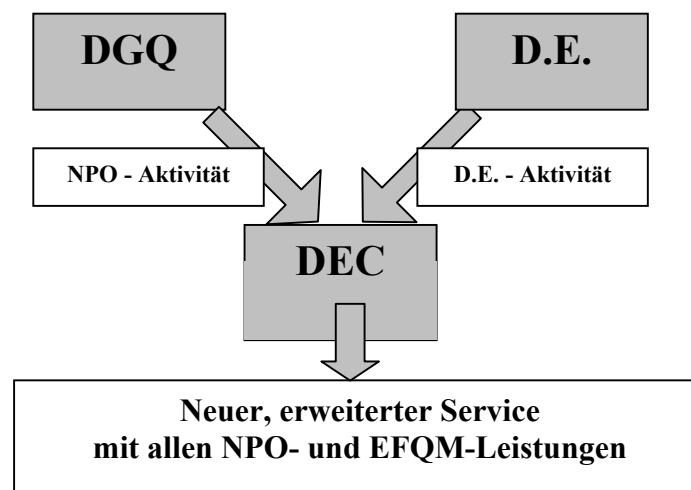 DGQ
D.E.
NPO - Aktivität
D.E. - Aktivität
DEC
Neuer, erweiterter Service
mit allen NPO- und EFQM-Leistungen